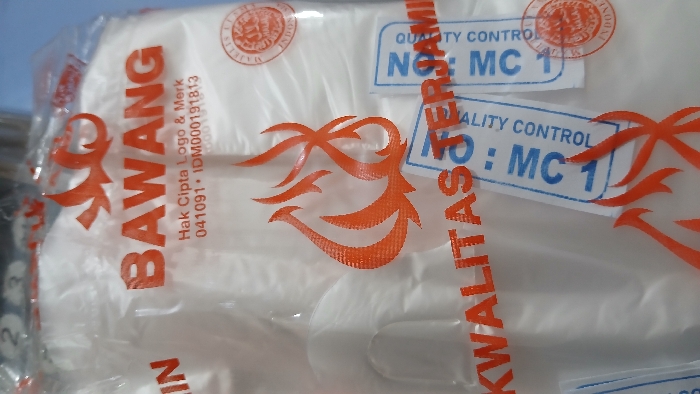 BAWANG
Hak Cipta Logo & Merk
041091 • IDM000191813
KWALITAS TERJAMIN
QUALITY CONTROL
NO : MC 1
QUALITY CONTROL
NO : MC 1
IN